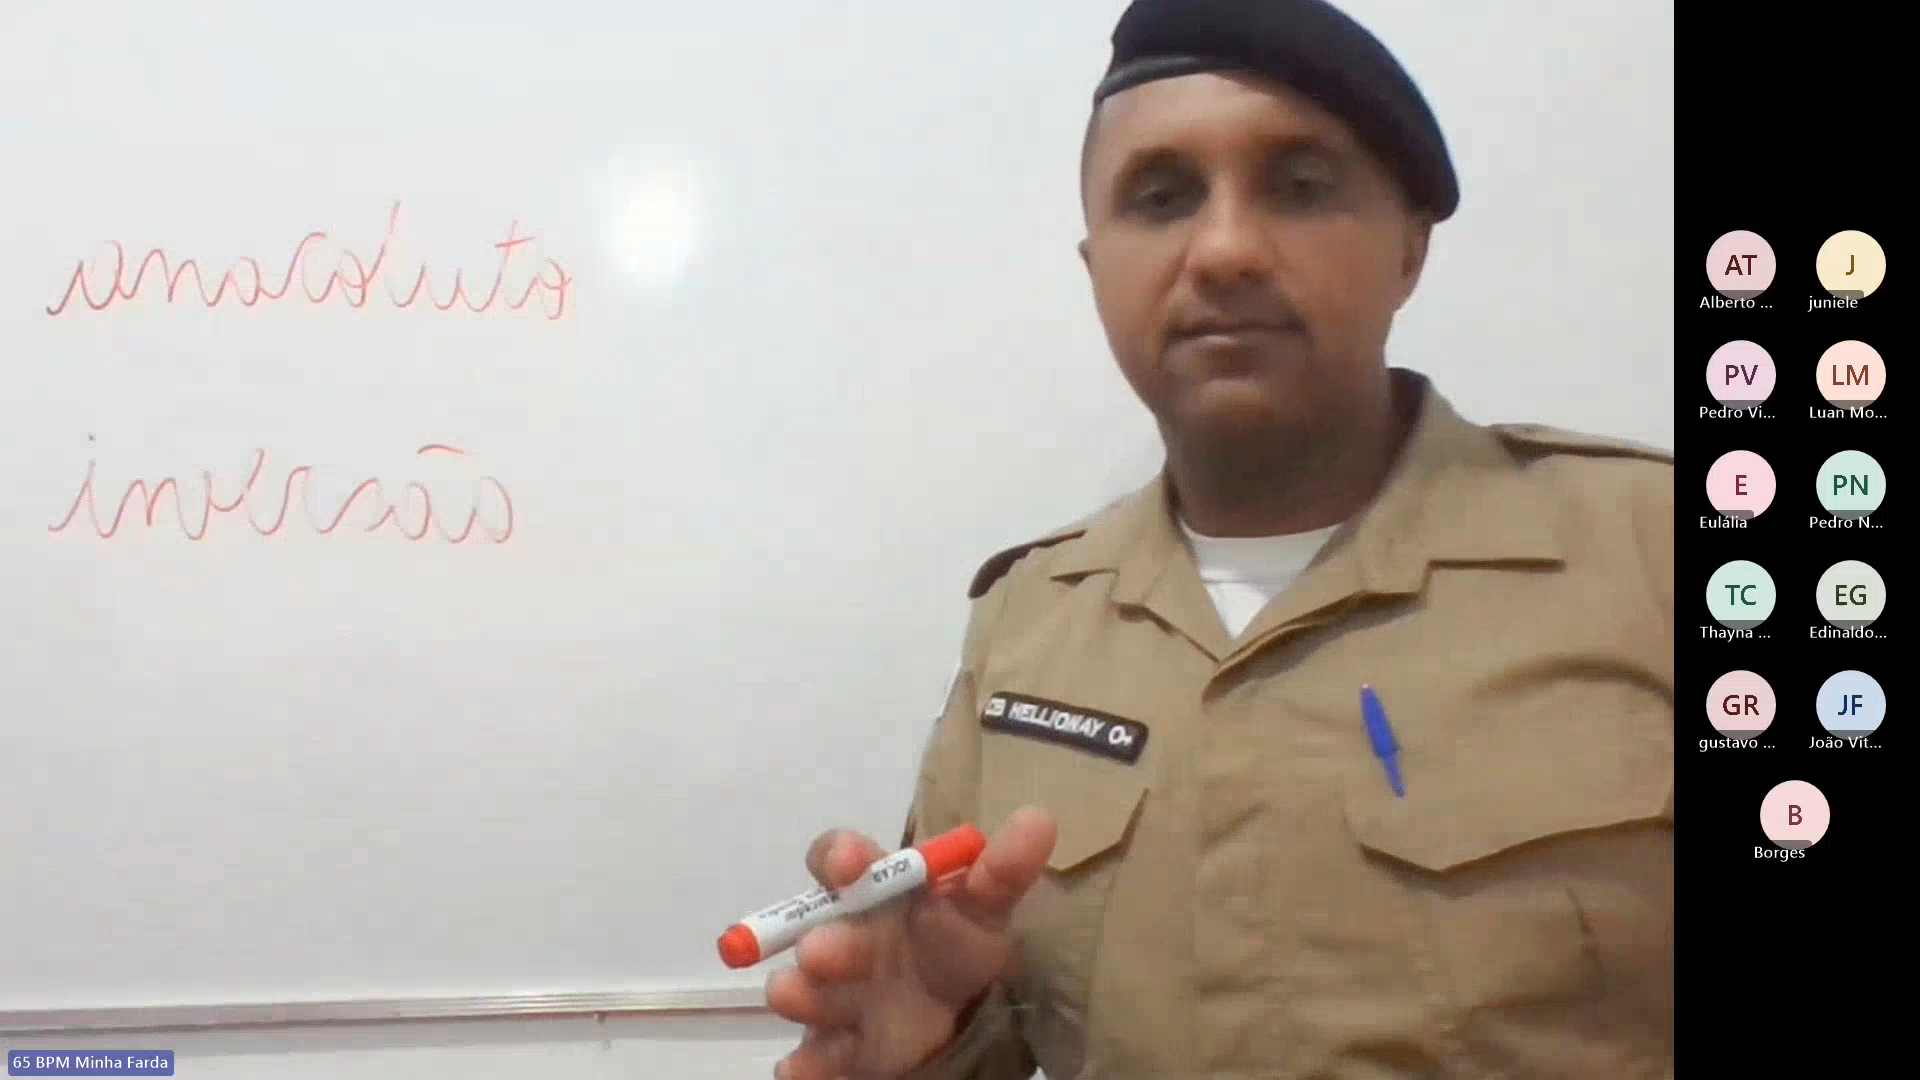 anacoluto
inversão
CB HELLIONAY O+
Marcador
AT
Alberto ...
J
juniele
PV
Pedro Vi...
LM
Luan Mo...
E
Eulália
PN
Pedro N...
TC
Thayna ...
EG
Edinaldo...
GR
gustavo ...
JF
João Vit...
B
Borges
65 BPM Minha Farda